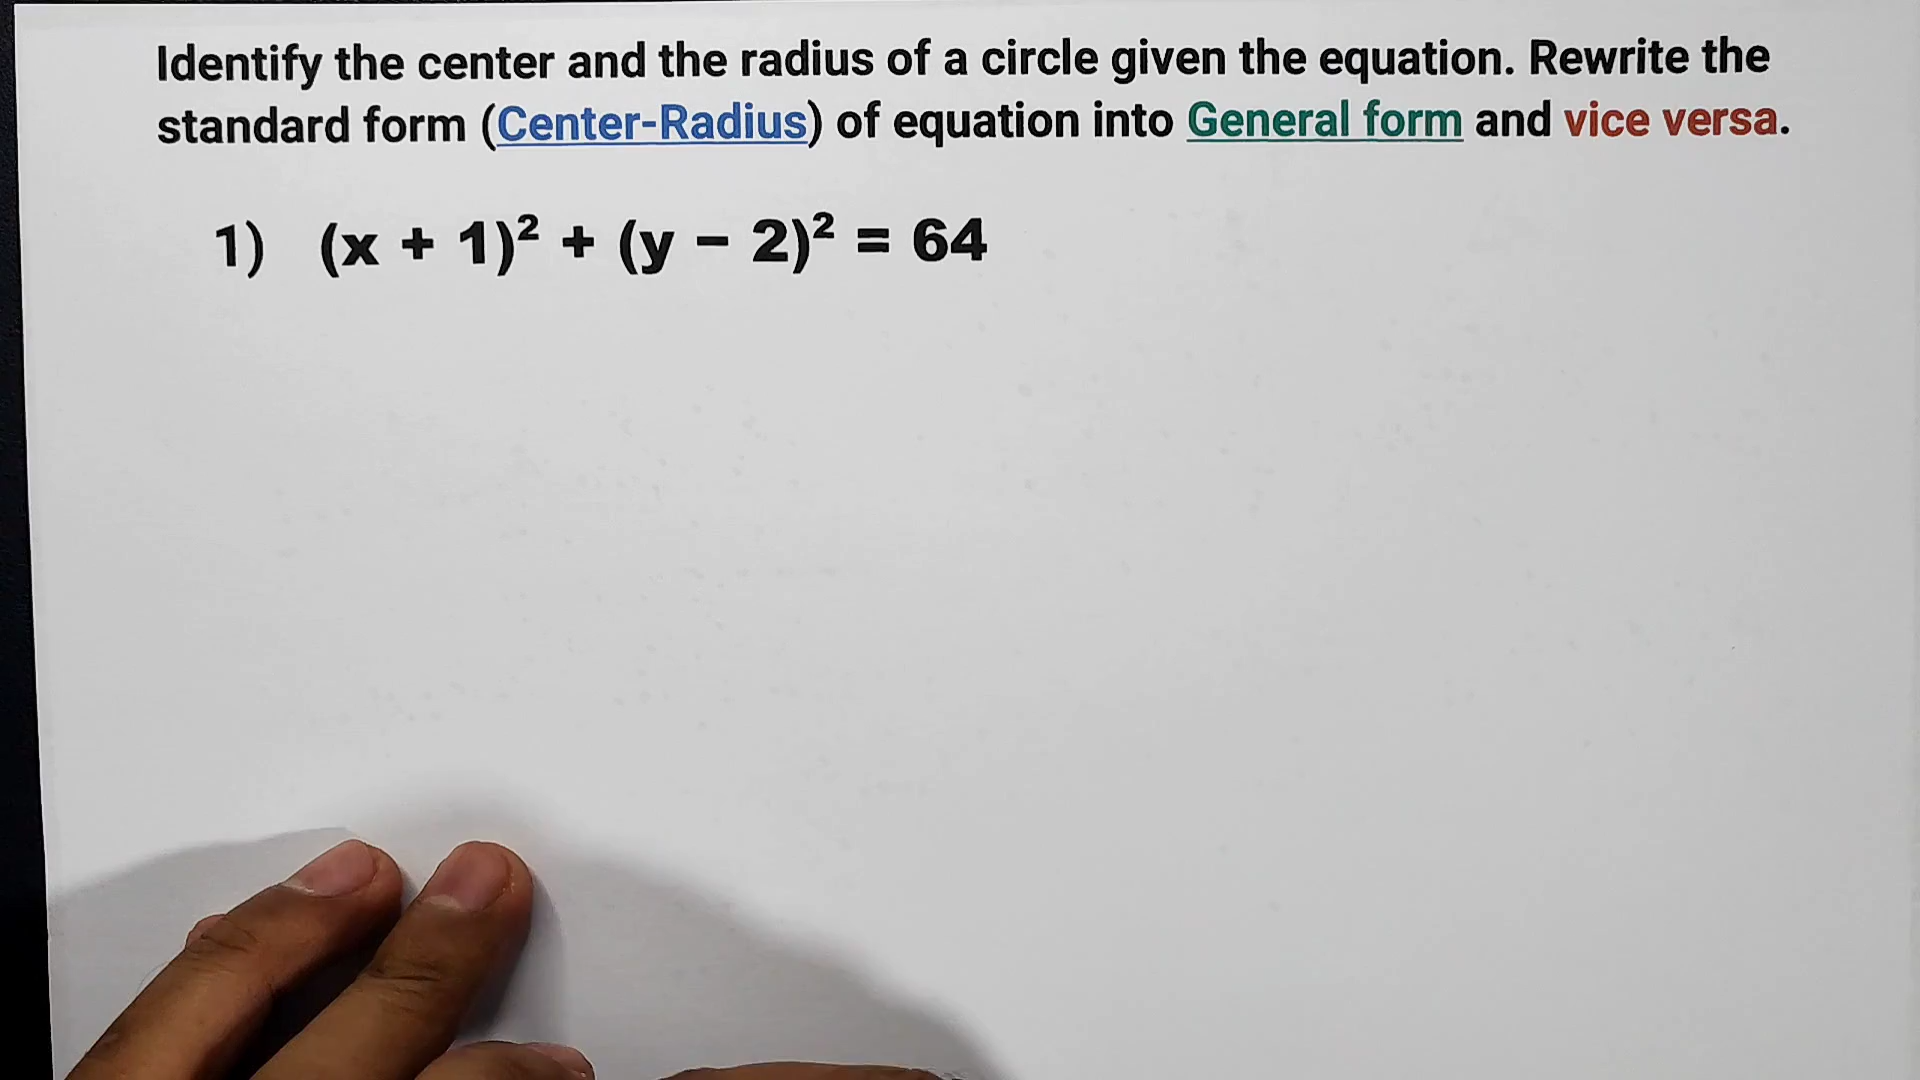 Identify the center and the radius of a circle given the equation. Rewrite the
standard form (Center-Radius) of equation into General form and vice versa.
1) (x + 1)² + (y − 2)² = 64